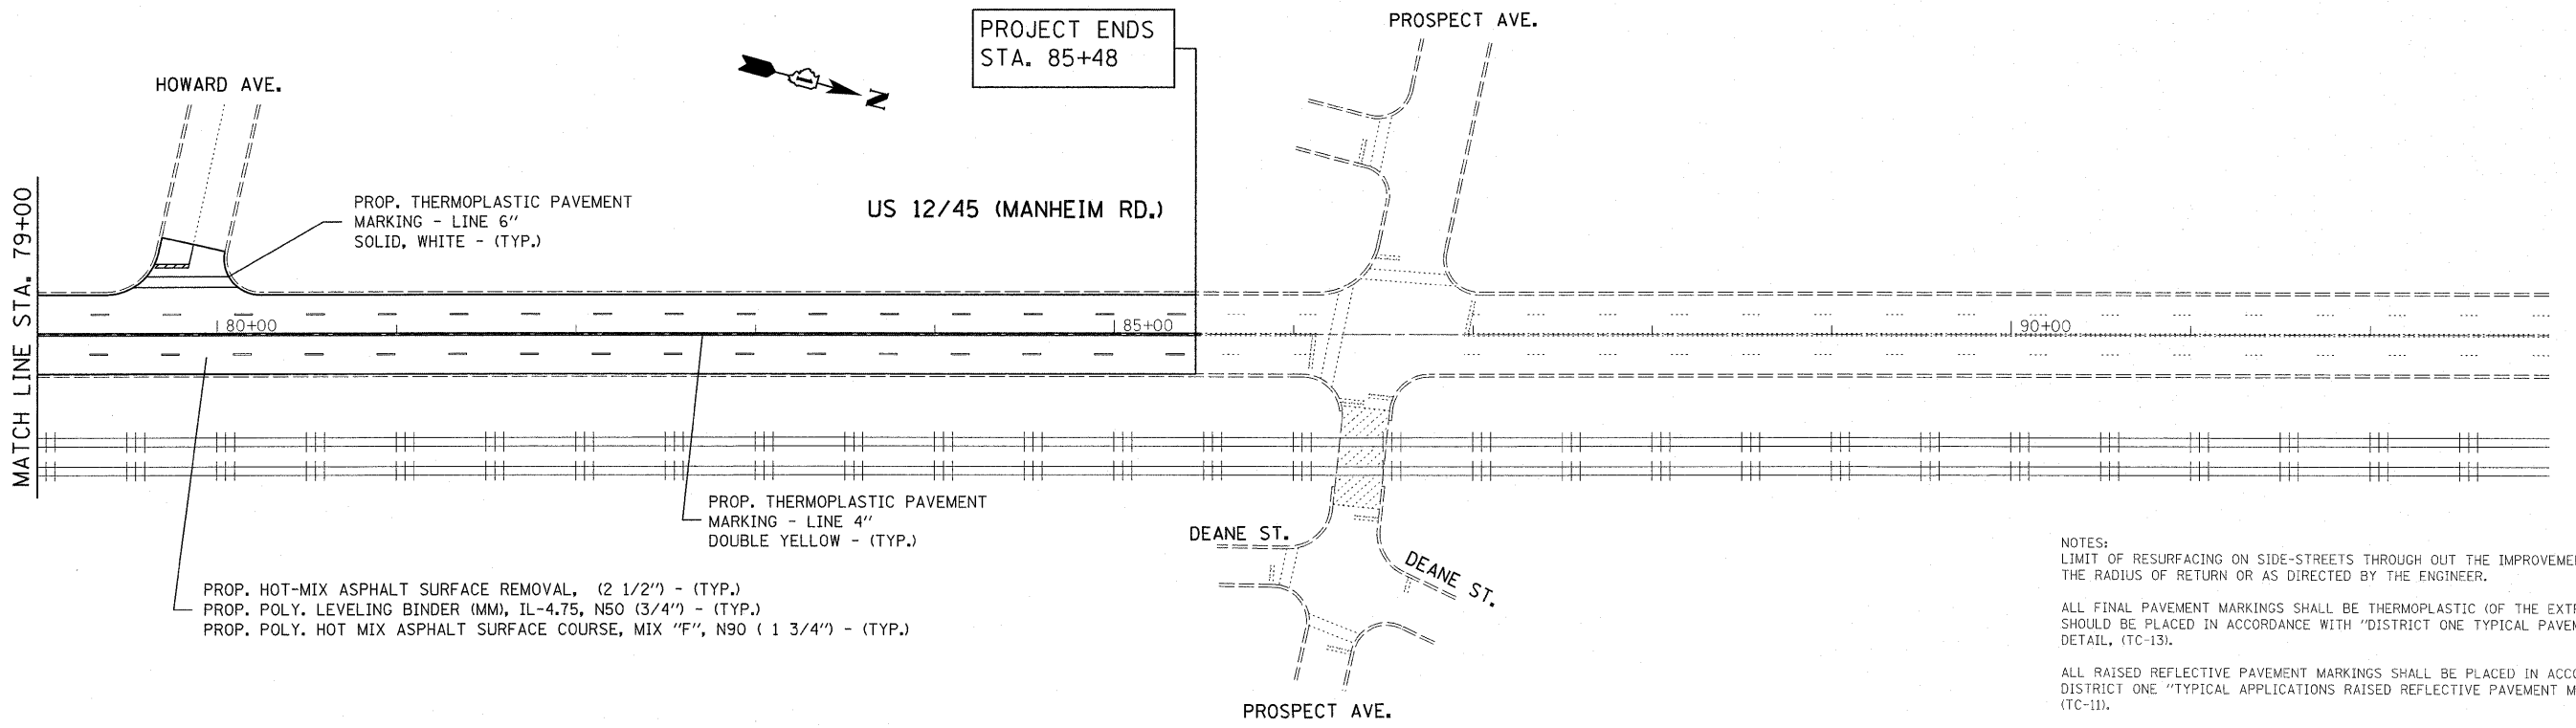 PROJECT ENDS
STA. 85+48
PROSPECT AVE.
HOWARD AVE.
N
MATCH LINE STA. 79+00
PROP. THERMOPLASTIC PAVEMENT
MARKING - LINE 6"
SOLID, WHITE - (TYP.)
US 12/45 (MANHEIM RD.)
80+00
85+00
90+00
PROP. THERMOPLASTIC PAVEMENT
MARKING - LINE 4"
DOUBLE YELLOW - (TYP.)
DEANE ST.
DEANE ST.
PROP. HOT-MIX ASPHALT SURFACE REMOVAL, (2 1/2") - (TYP.)
PROP. POLY. LEVELING BINDER (MM), IL-4.75, N50 (3/4") - (TYP.)
PROP. POLY. HOT MIX ASPHALT SURFACE COURSE, MIX "F", N90 ( 1 3/4") - (TYP.)
PROSPECT AVE.
NOTES:
LIMIT OF RESURFACING ON SIDE-STREETS THROUGH OUT THE IMPROVEME
THE RADIUS OF RETURN OR AS DIRECTED BY THE ENGINEER.
ALL FINAL PAVEMENT MARKINGS SHALL BE THERMOPLASTIC (OF THE EXT
SHOULD BE PLACED IN ACCORDANCE WITH "DISTRICT ONE TYPICAL PAVEM
DETAIL, (TC-13).
ALL RAISED REFLECTIVE PAVEMENT MARKINGS SHALL BE PLACED IN ACCO
DISTRICT ONE "TYPICAL APPLICATIONS RAISED REFLECTIVE PAVEMENT M
(TC-11).